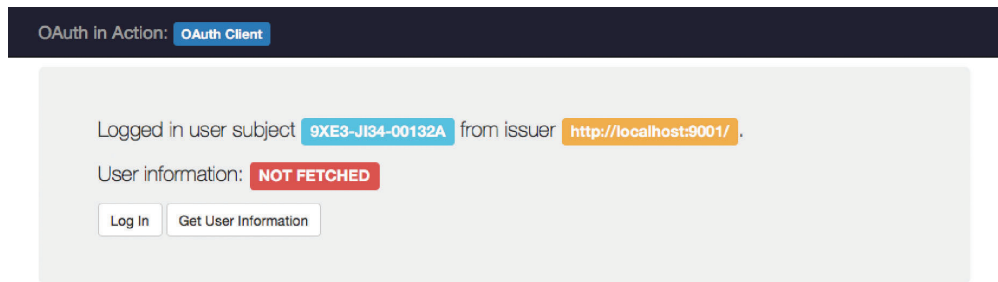 OAuth in Action: OAuth Client
Logged in user subject 9XE3-JI34-00132A from issuer http://localhost:9001/ .
User information: NOT FETCHED
Log In Get User Information